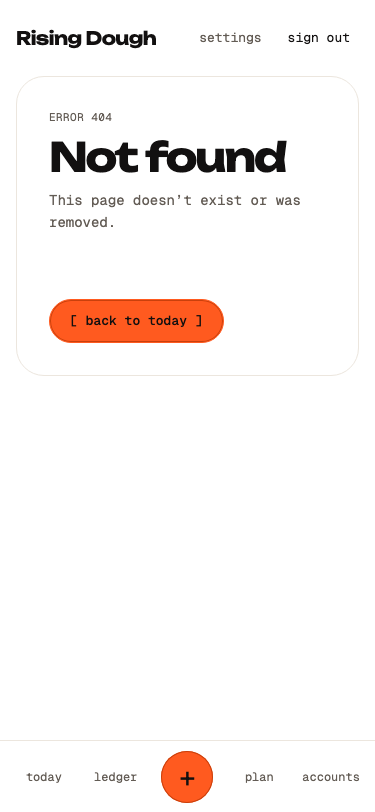 Rising Dough settings sign out
ERROR 404
Not found
This page doesn’t exist or was
removed.
[ back to today ]
today ledger + plan accounts